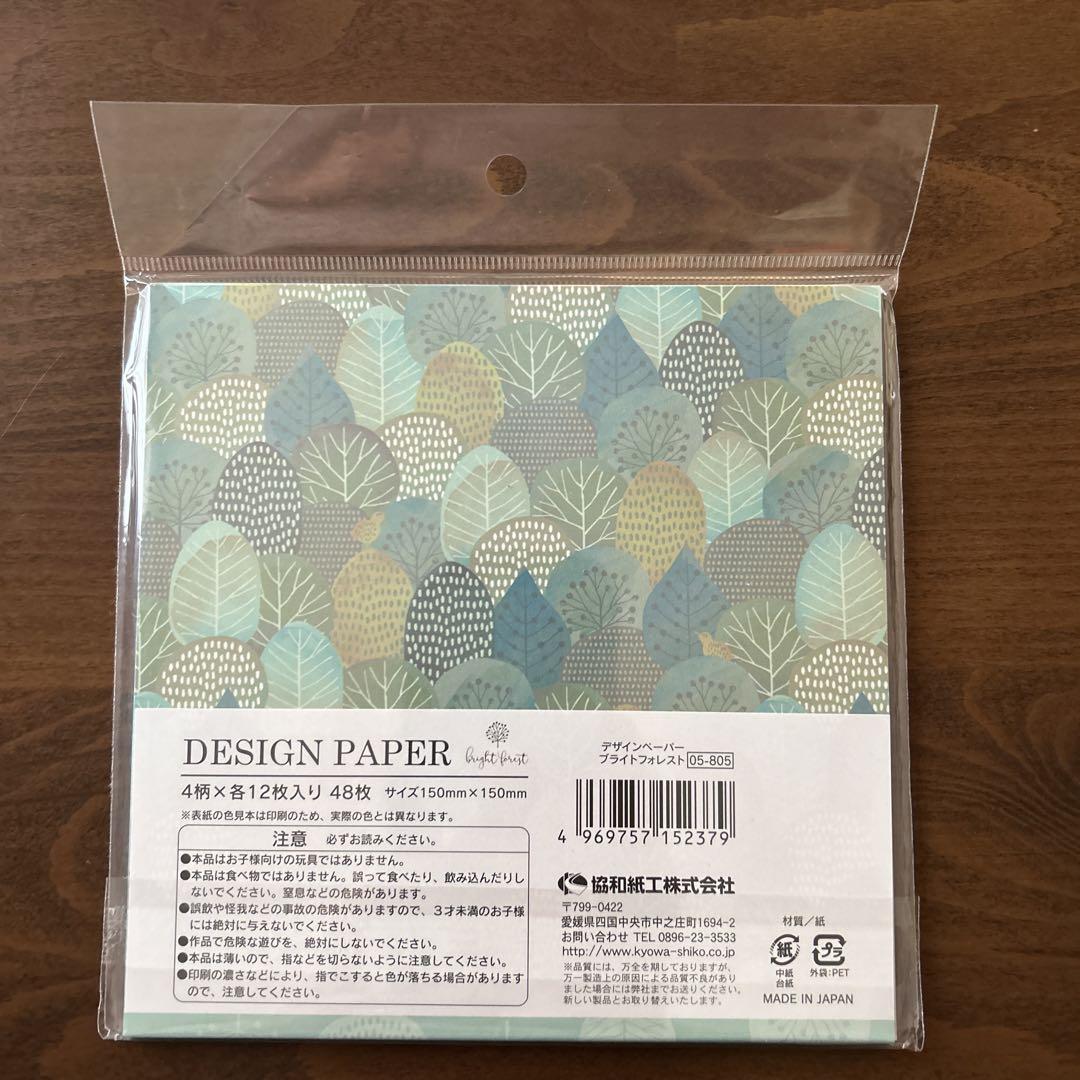 DESIGN PAPER
bright forest
4柄×各12枚入り 48枚 サイズ150mm×150mm
※表紙の色見本は印刷のため、実際の色とは異なります。
注意 必ずお読みください。
●本品はお子様向けの玩具ではありません。
●本品は食べ物ではありません。誤って食べたり、飲み込んだりし
ないでください。窒息などの危険があります。
●誤飲や怪我などの事故の危険がありますので、3才未満のお子様
には絶対に与えないでください。
●作品で危険な遊びを、絶対にしないでください。
●本品は薄いので、指などを切らないように注意してください。
●印刷の濃さなどにより、指でこすると色が落ちる場合があります
ので、注意してください。
デザインペーパー
ブライトフォレスト 05-805
4 969757 152379
協和紙工株式会社
〒799-0422
愛媛県四国中央市中之庄町1694-2
お問い合わせ TEL 0896-23-3533
http://www.kyowa-shiko.co.jp
※品質には、万全を期しておりますが、
万一製造上の原因による品質不良があり
ました場合には弊社までお送りください。
新しい製品とお取り替えいたします。
材質/紙
紙 プラ
中紙 外袋:PET
台紙
MADE IN JAPAN